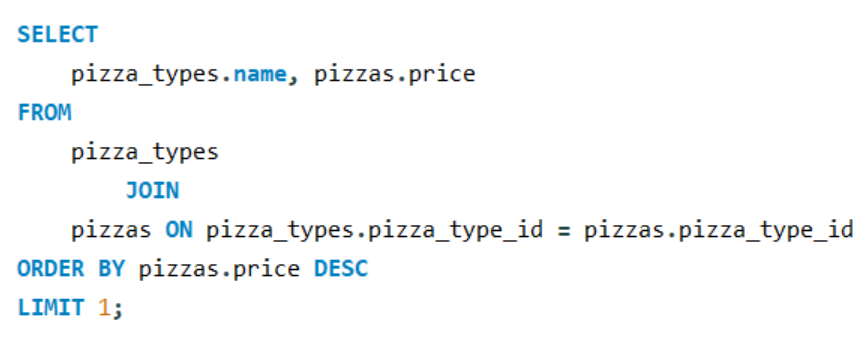 SELECT
pizza_types.name, pizzas.price
FROM
pizza_types
JOIN
pizzas ON pizza_types.pizza_type_id = pizzas.pizza_type_id
ORDER BY pizzas.price DESC
LIMIT 1;